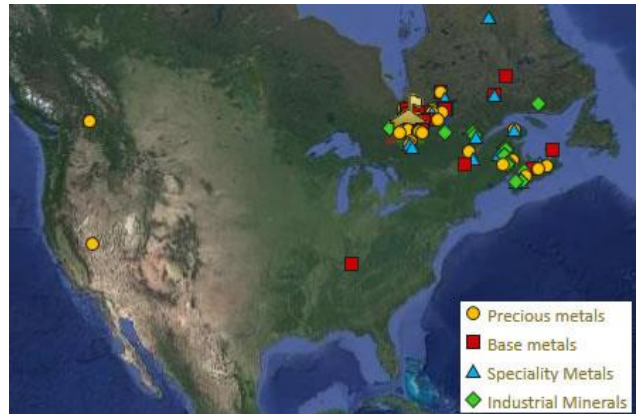 Precious metals
Base metals
Speciality Metals
Industrial Minerals